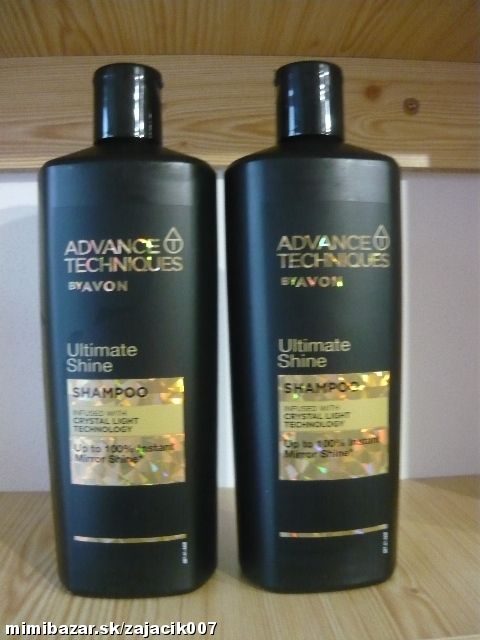 ADVANCE
TECHNIQUES
BY AVON
Ultimate
Shine
SHAMPOO
INFUSED WITH
CRYSTAL LIGHT
TECHNOLOGY
Up to 100% Instant
Mirror Shine*
ADVANCE
TECHNIQUES
BY AVON
Ultimate
Shine
SHAMPOO
INFUSED WITH
CRYSTAL LIGHT
TECHNOLOGY
Up to 100% Instant
Mirror Shine*
mimibazar.sk/zajacik007